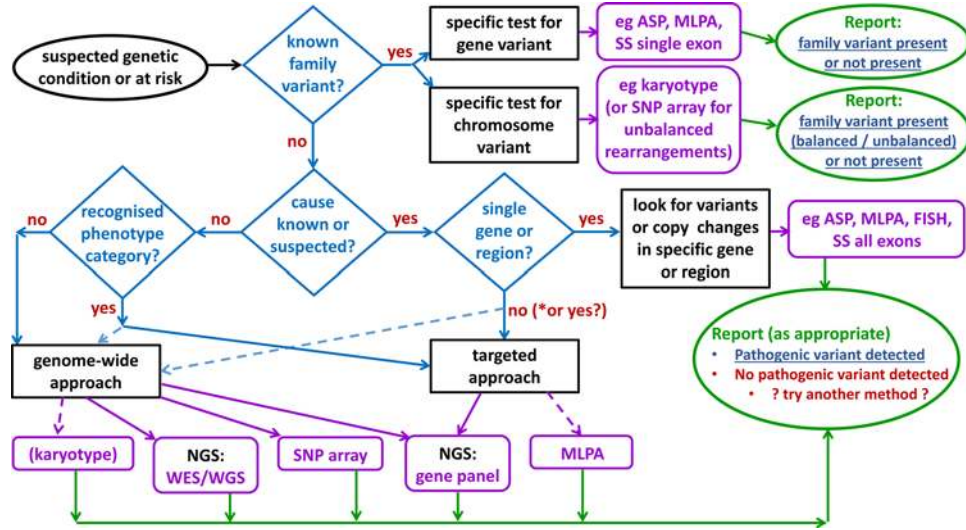 suspected genetic
condition or at risk
known
family
variant?
yes
no
specific test for
gene variant
eg ASP, MLPA,
SS single exon
Report:
family variant present
or not present
specific test for
chromosome
variant
eg karyotype
(or SNP array for
unbalanced
rearrangements)
Report:
family variant present
(balanced / unbalanced)
or not present
no
recognised
phenotype
category?
no
cause
known or
suspected?
yes
single
gene or
region?
yes
look for variants
or copy changes
in specific gene
or region
eg ASP, MLPA, FISH,
SS all exons
yes
no (*or yes?)
genome-wide
approach
targeted
approach
Report (as appropriate)
• Pathogenic variant detected
• No pathogenic variant detected
• ? try another method ?
(karyotype)
NGS:
WES/WGS
SNP array
NGS:
gene panel
MLPA